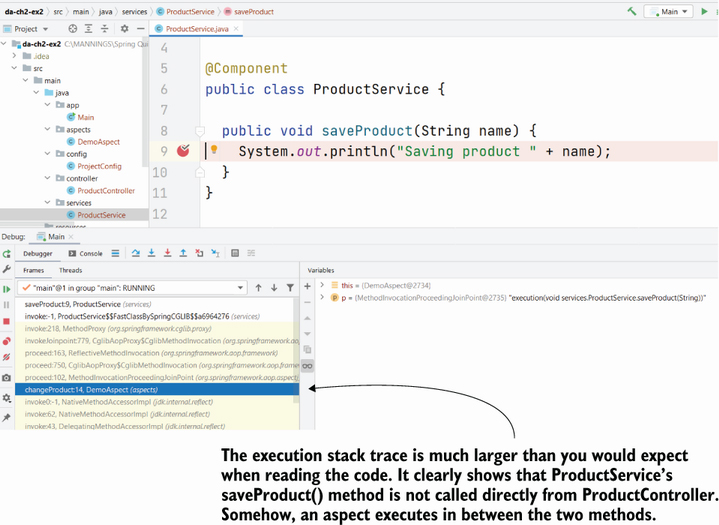 da-ch2-ex2 › src › main › java › services › ProductService › saveProduct
Main
Project
ProductService.java ×
da-ch2-ex2 C:\MANNINGS\Spring Qui
.idea
src
main
java
app
Main
aspects
DemoAspect
config
ProjectConfig
controller
ProductController
services
ProductService
resources
4
5 @Component
6 public class ProductService {
7
8 public void saveProduct(String name) {
9 System.out.println("Saving product " + name);
10 }
11 }
12
Debug: Main ×
Debugger Console
Frames Threads
Variables
"main"@1 in group "main": RUNNING
saveProduct:9, ProductService (services)
invoke:-1, ProductService$$FastClassBySpringCGLIB$$a6964276 (services)
invoke:218, MethodProxy (org.springframework.cglib.proxy)
invokeJoinpoint:779, CglibAopProxy$CglibMethodInvocation (org.springframework.aop
proceed:163, ReflectiveMethodInvocation (org.springframework.aop.framework)
proceed:750, CglibAopProxy$CglibMethodInvocation (org.springframework.aop.fra
proceed:102, MethodInvocationProceedingJoinPoint (org.springframework.aop.aspectj
changeProduct:14, DemoAspect (aspects)
invoke0:-1, NativeMethodAccessorImpl (jdk.internal.reflect)
invoke:62, NativeMethodAccessorImpl (jdk.internal.reflect)
invoke:43, DelegatingMethodAccessorImpl (jdk.internal.reflect)
this = {DemoAspect@2734}
p = {MethodInvocationProceedingJoinPoint@2735} "execution(void services.ProductService.saveProduct(String))"
The execution stack trace is much larger than you would expect
when reading the code. It clearly shows that ProductService's
saveProduct() method is not called directly from ProductController.
Somehow, an aspect executes in between the two methods.